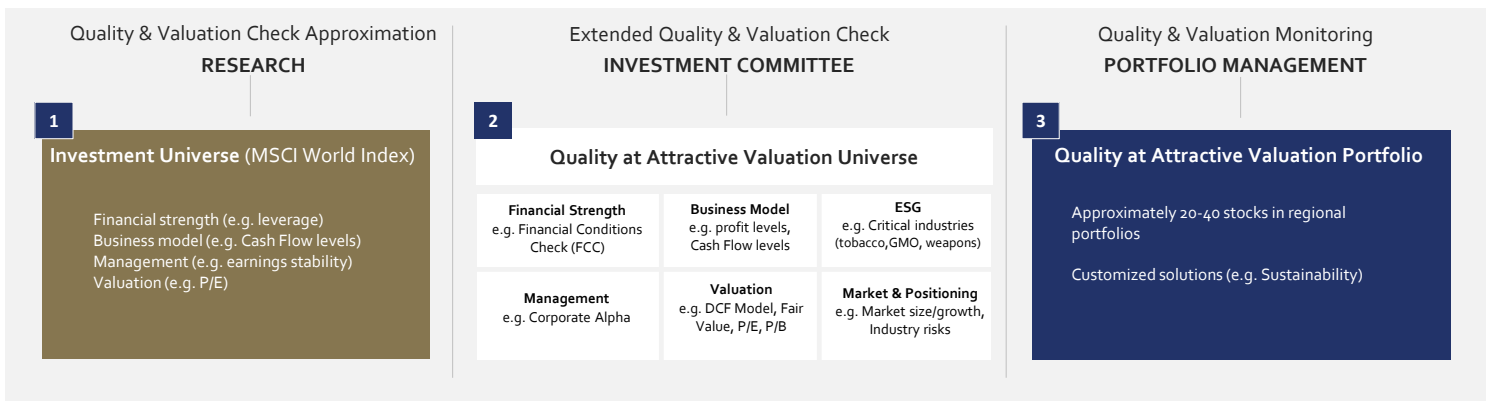 Quality & Valuation Check Approximation
RESEARCH
1
Investment Universe (MSCI World Index)
Financial strength (e.g. leverage)
Business model (e.g. Cash Flow levels)
Management (e.g. earnings stability)
Valuation (e.g. P/E)
Extended Quality & Valuation Check
INVESTMENT COMMITTEE
2
Quality at Attractive Valuation Universe
Financial Strength
e.g. Financial Conditions
Check (FCC)
Business Model
e.g. profit levels,
Cash Flow levels
ESG
e.g. Critical industries
(tobacco,GMO, weapons)
Management
e.g. Corporate Alpha
Valuation
e.g. DCF Model, Fair
Value, P/E, P/B
Market & Positioning
e.g. Market size/growth,
Industry risks
Quality & Valuation Monitoring
PORTFOLIO MANAGEMENT
3
Quality at Attractive Valuation Portfolio
Approximately 20-40 stocks in regional
portfolios
Customized solutions (e.g. Sustainability)